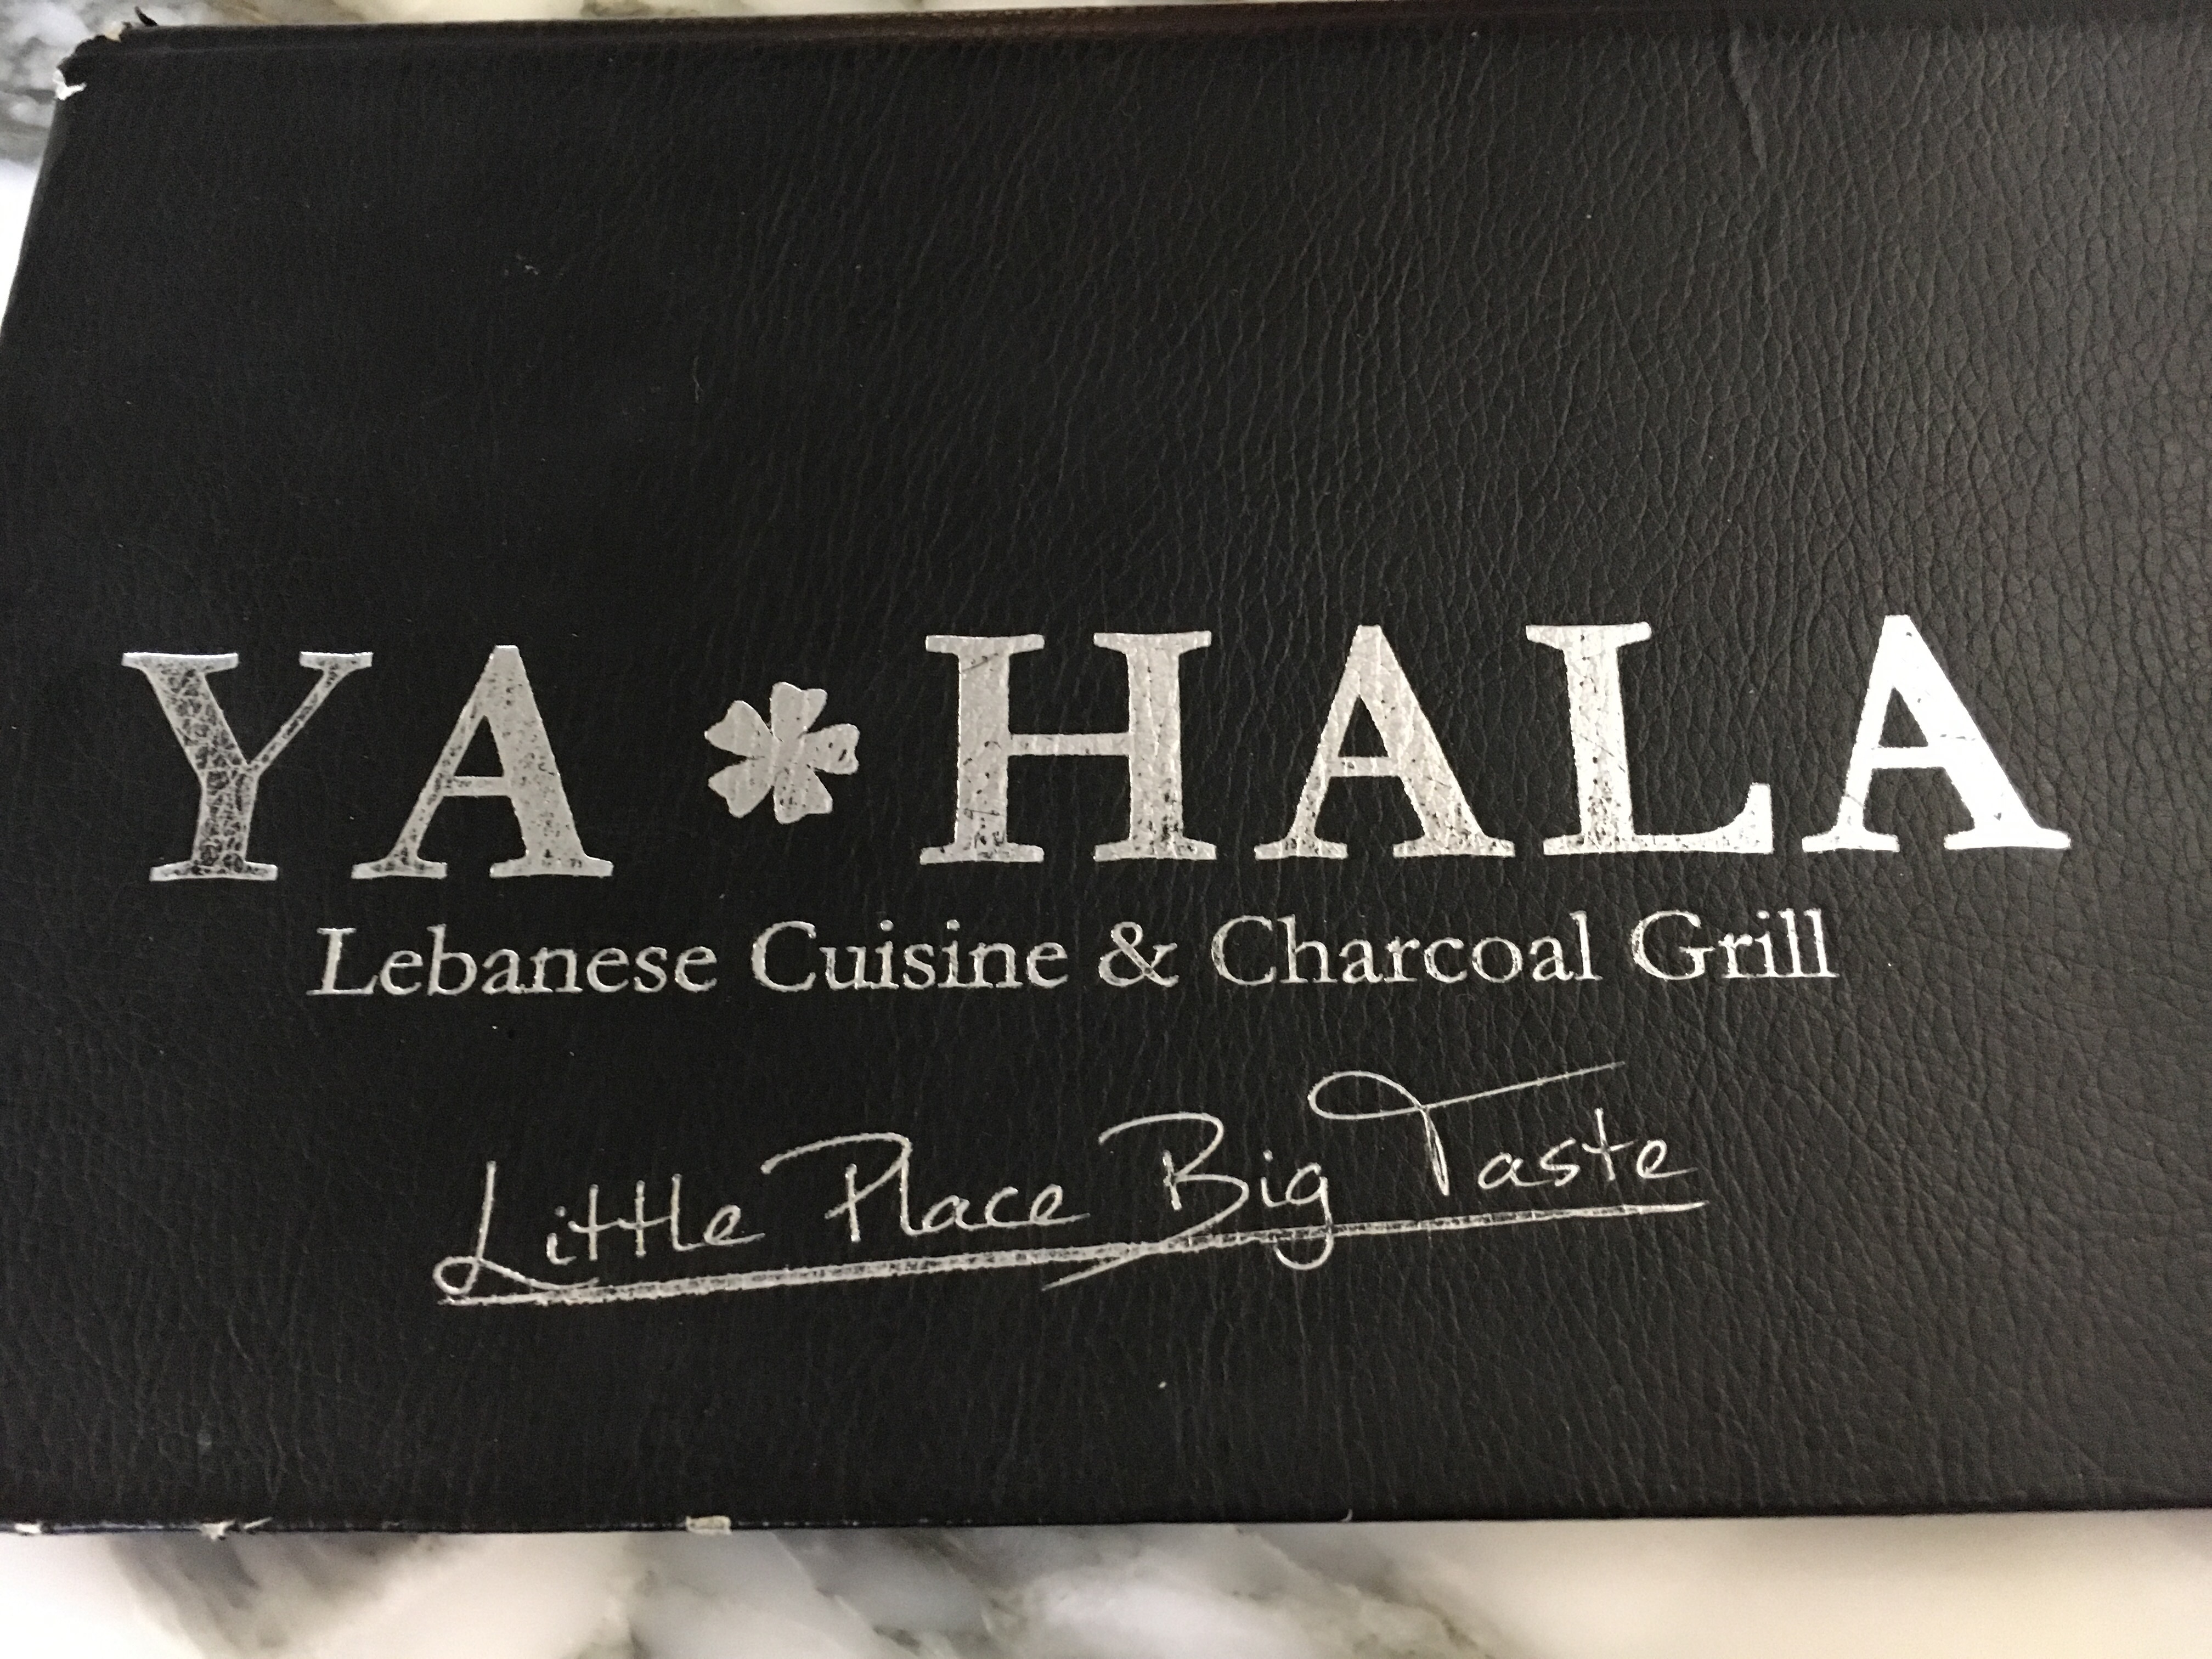 YA HALA
Lebanese Cuisine & Charcoal Grill
Little Place Big Taste